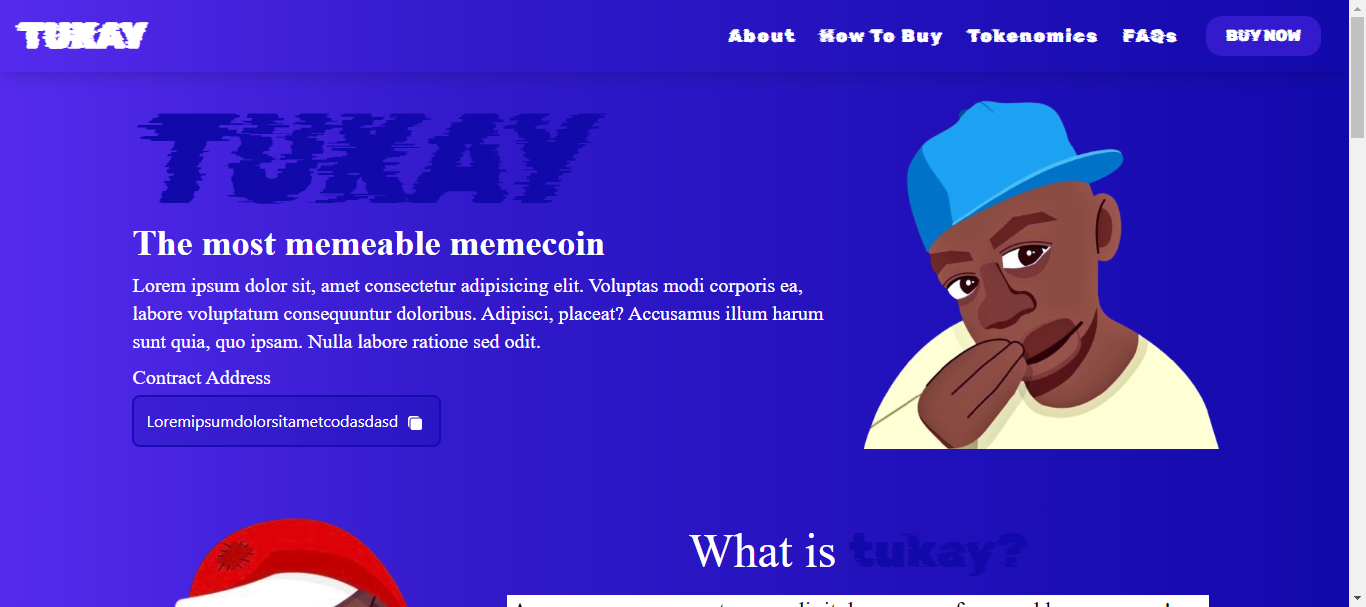 TUKAY
About How To Buy Tokenomics FAQs BUY NOW
TUKAY
The most memeable memecoin
Lorem ipsum dolor sit, amet consectetur adipisicing elit. Voluptas modi corporis ea,
labore voluptatum consequuntur doloribus. Adipisci, placeat? Accusamus illum harum
sunt quia, quo ipsam. Nulla labore ratione sed odit.
Contract Address
Loremipsumdolorsitametcodasdasd
What is tukay?